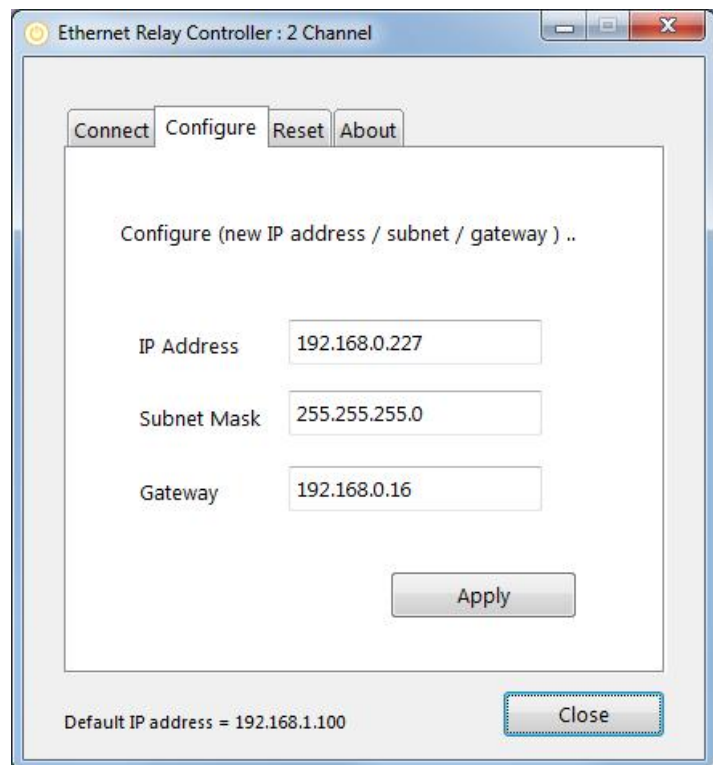 Ethernet Relay Controller : 2 Channel
Connect Configure Reset About
Configure (new IP address / subnet / gateway ) ..
IP Address 192.168.0.227
Subnet Mask 255.255.255.0
Gateway 192.168.0.16
Apply
Default IP address = 192.168.1.100 Close